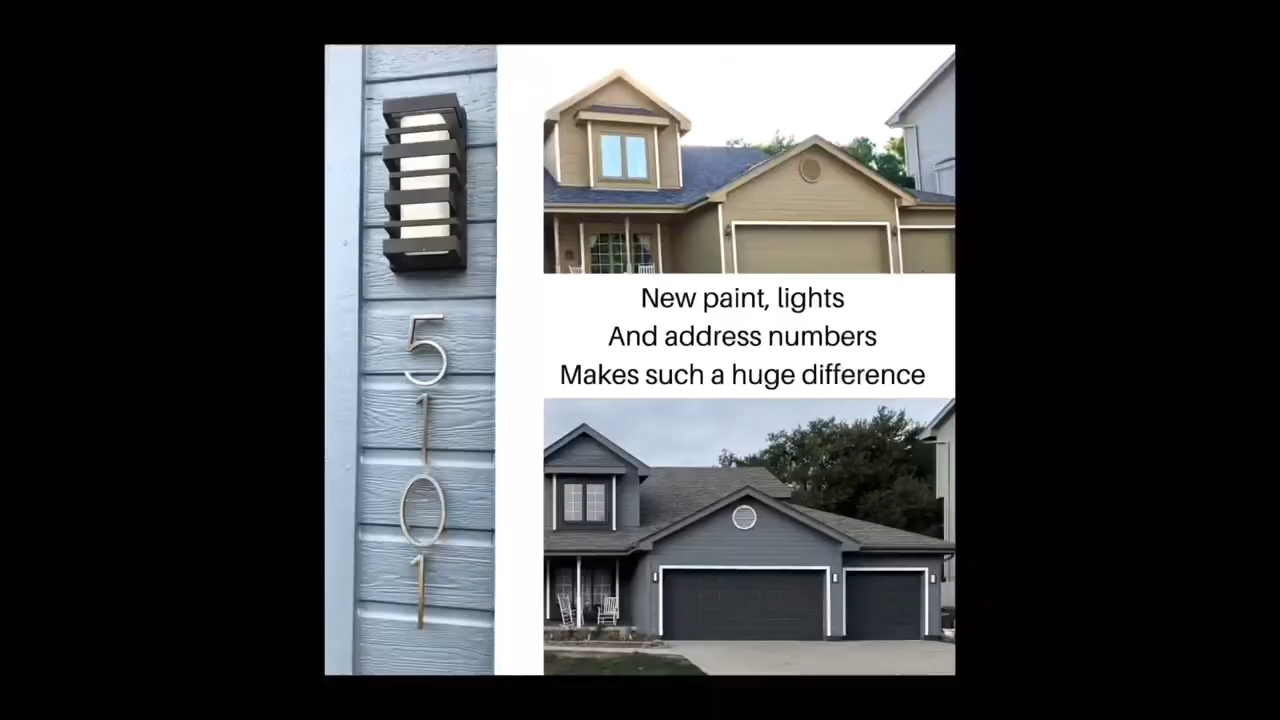 5
1
0
1
New paint, lights
And address numbers
Makes such a huge difference